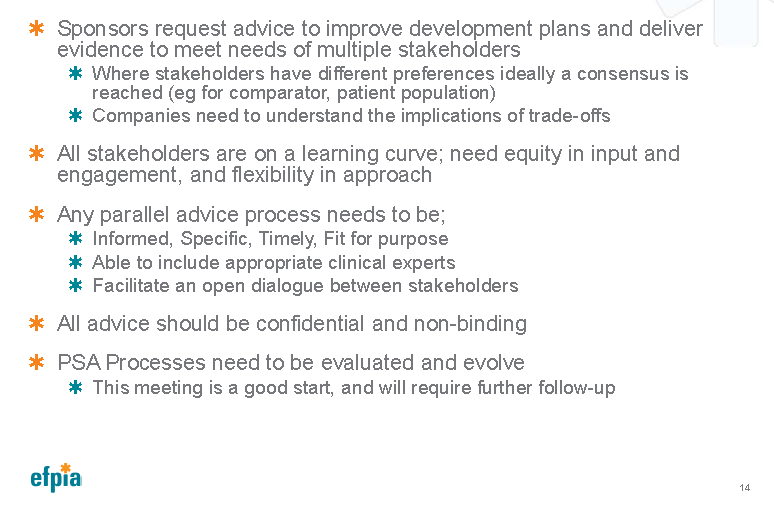 Sponsors request advice to improve development plans and deliver
evidence to meet needs of multiple stakeholders
Where stakeholders have different preferences ideally a consensus is
reached (eg for comparator, patient population)
Companies need to understand the implications of trade-offs
All stakeholders are on a learning curve; need equity in input and
engagement, and flexibility in approach
Any parallel advice process needs to be;
Informed, Specific, Timely, Fit for purpose
Able to include appropriate clinical experts
Facilitate an open dialogue between stakeholders
All advice should be confidential and non-binding
PSA Processes need to be evaluated and evolve
This meeting is a good start, and will require further follow-up
efpia
14